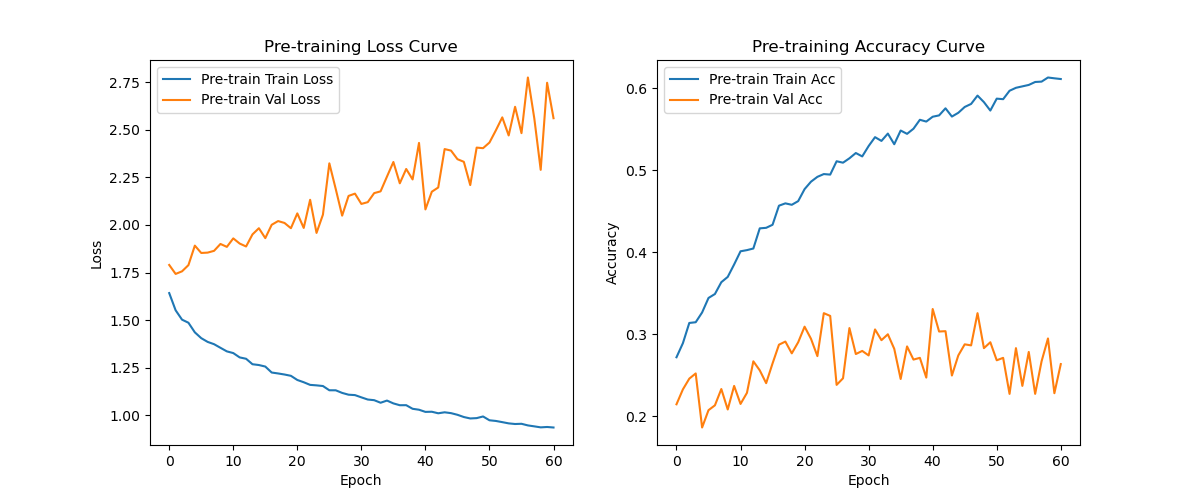 Pre-training Loss Curve
Pre-train Train Loss
Pre-train Val Loss
2.75
2.50
2.25
2.00
1.75
1.50
1.25
1.00
Loss
0 10 20 30 40 50 60
Epoch
Pre-training Accuracy Curve
Pre-train Train Acc
Pre-train Val Acc
0.6
0.5
0.4
0.3
0.2
Accuracy
0 10 20 30 40 50 60
Epoch